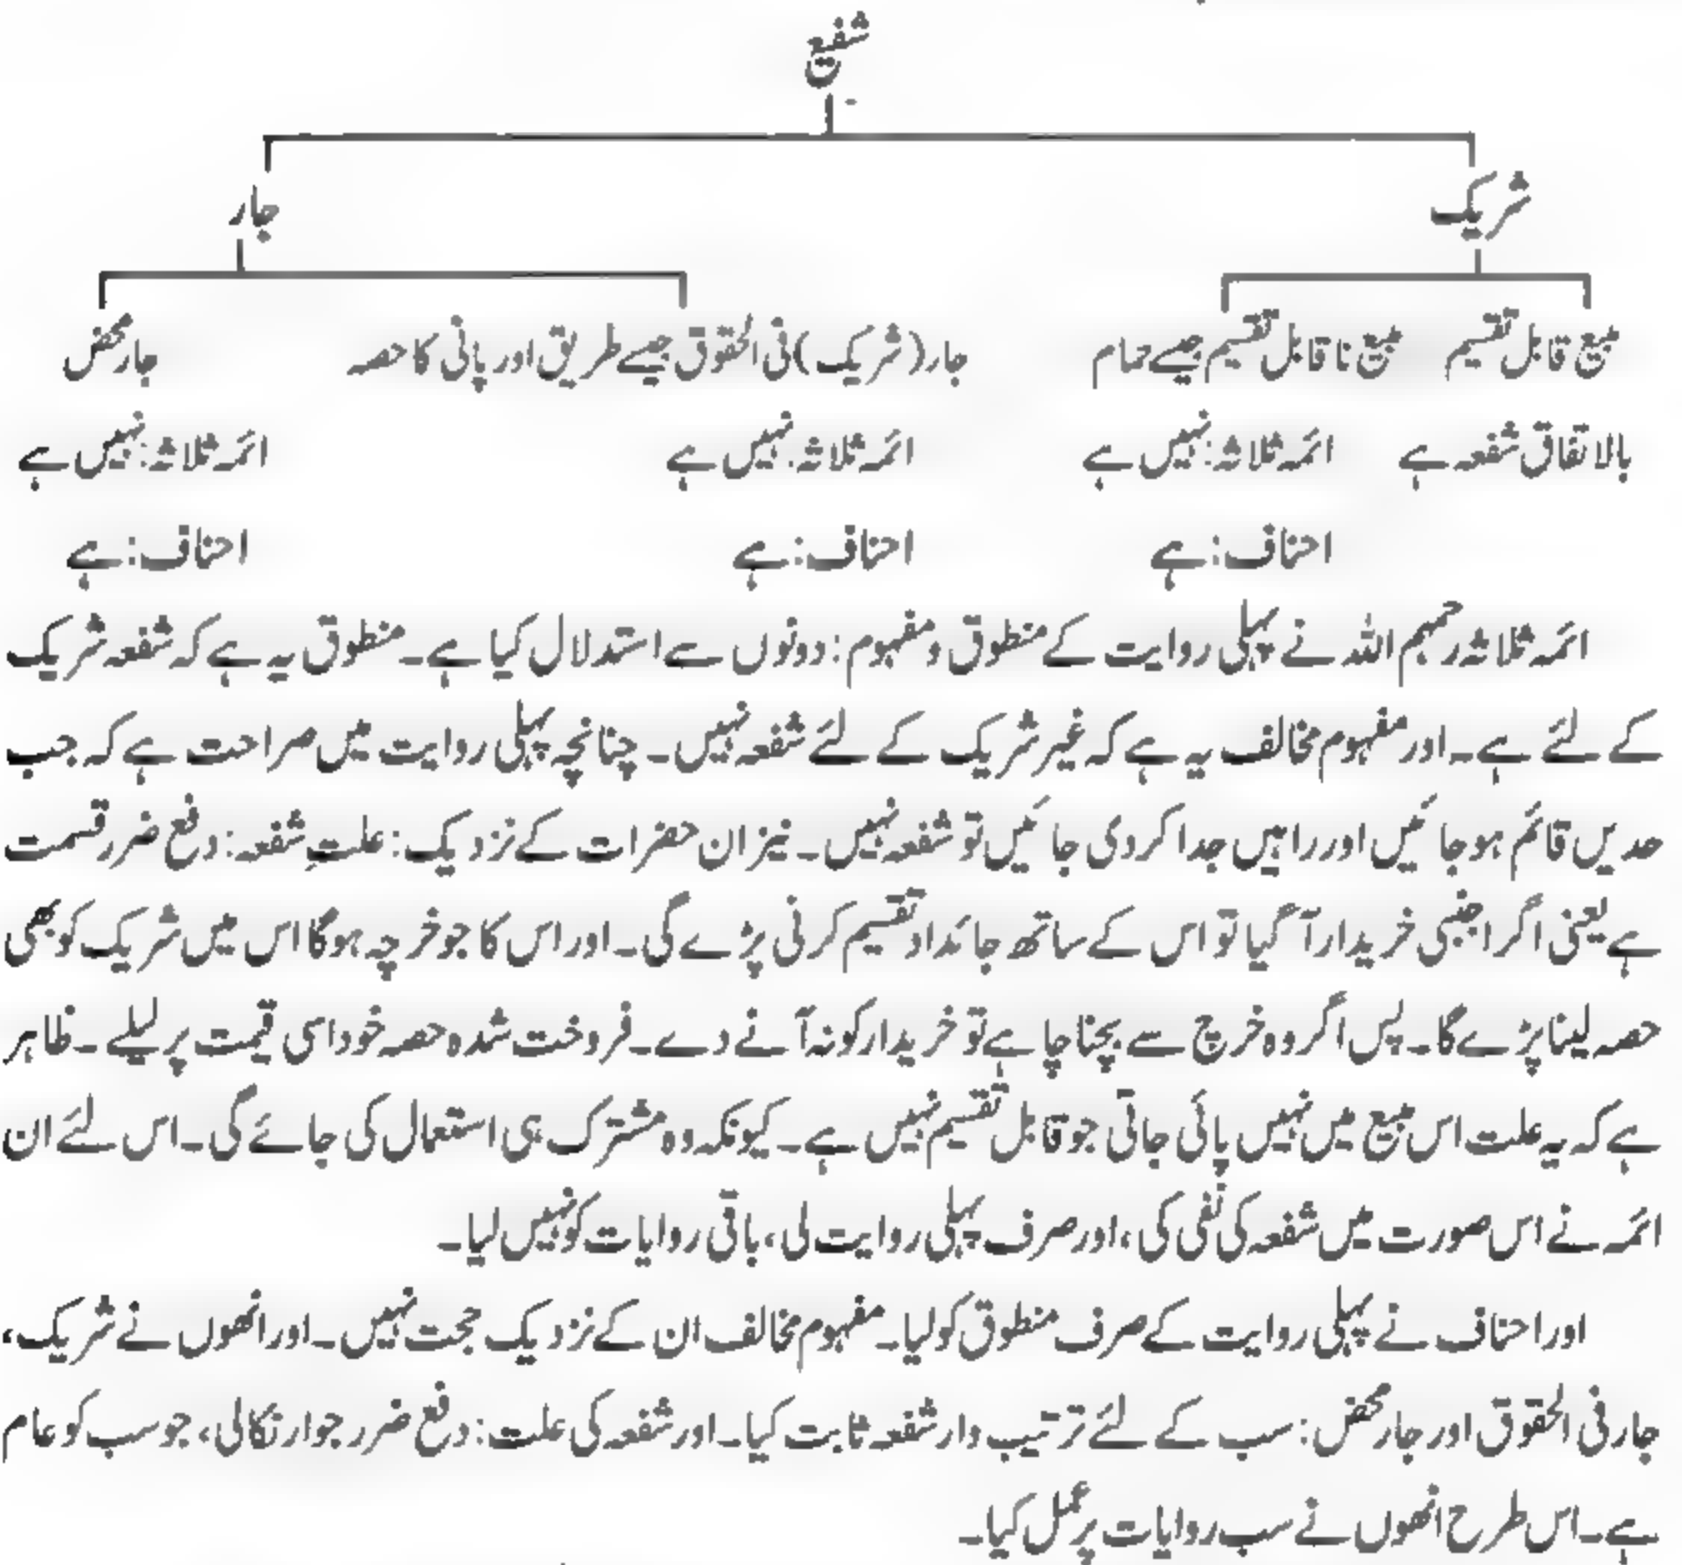 شفیع
شریک جار
مبیع قابل تقسیم مبیع ناقابل تقسیم جیسے حمام جار (شریک) فی الحقوق جیسے طریق اور پانی کا حصہ جار محض
بالاتفاق شفعہ ہے ائمہ ثلاثہ: نہیں ہے ائمہ ثلاثہ: نہیں ہے ائمہ ثلاثہ: نہیں ہے
احناف: ہے احناف: ہے احناف: ہے
ائمہ ثلاثہ رحمہم اللہ نے پہلی روایت کے منطوق و مفہوم: دونوں سے استدلال کیا ہے۔ منطوق یہ ہے کہ شفعہ شریک
کے لئے ہے۔ اور مفہوم مخالف یہ ہے کہ غیر شریک کے لئے شفعہ نہیں۔ چنانچہ پہلی روایت میں صراحت ہے کہ جب
حدیں قائم ہوجائیں اور راہیں جدا کردی جائیں تو شفعہ نہیں۔ نیز ان حضرات کے نزدیک: علتِ شفعہ: دفع ضرر قسمت
ہے یعنی اگر اجنبی خریدار آگیا تو اس کے ساتھ جائداد تقسیم کرنی پڑے گی۔ اور اس کا جو خرچہ ہوگا اس میں شریک کو بھی
حصہ لینا پڑے گا۔ پس اگر وہ خرچ سے بچنا چاہے تو خریدار کو نہ آنے دے۔ فروخت شدہ حصہ خود اسی قیمت پر لیلے۔ ظاہر
ہے کہ یہ علت اس مبیع میں نہیں پائی جاتی جو قابل تقسیم نہیں ہے۔ کیونکہ وہ مشترک ہی استعمال کی جائے گی۔ اس لئے ان
ائمہ نے اس صورت میں شفعہ کی نفی کی، اور صرف پہلی روایت لی، باقی روایات کو نہیں لیا۔
اور احناف نے پہلی روایت کے صرف منطوق کو لیا۔ مفہوم مخالف ان کے نزدیک حجت نہیں۔ اور انھوں نے شریک،
جار فی الحقوق اور جار محض: سب کے لئے ترتیب وار شفعہ ثابت کیا۔ اور شفعہ کی علت: دفع ضرر جوار نکالی، جو سب کو عام
ہے۔ اس طرح انھوں نے سب روایات پر عمل کیا۔